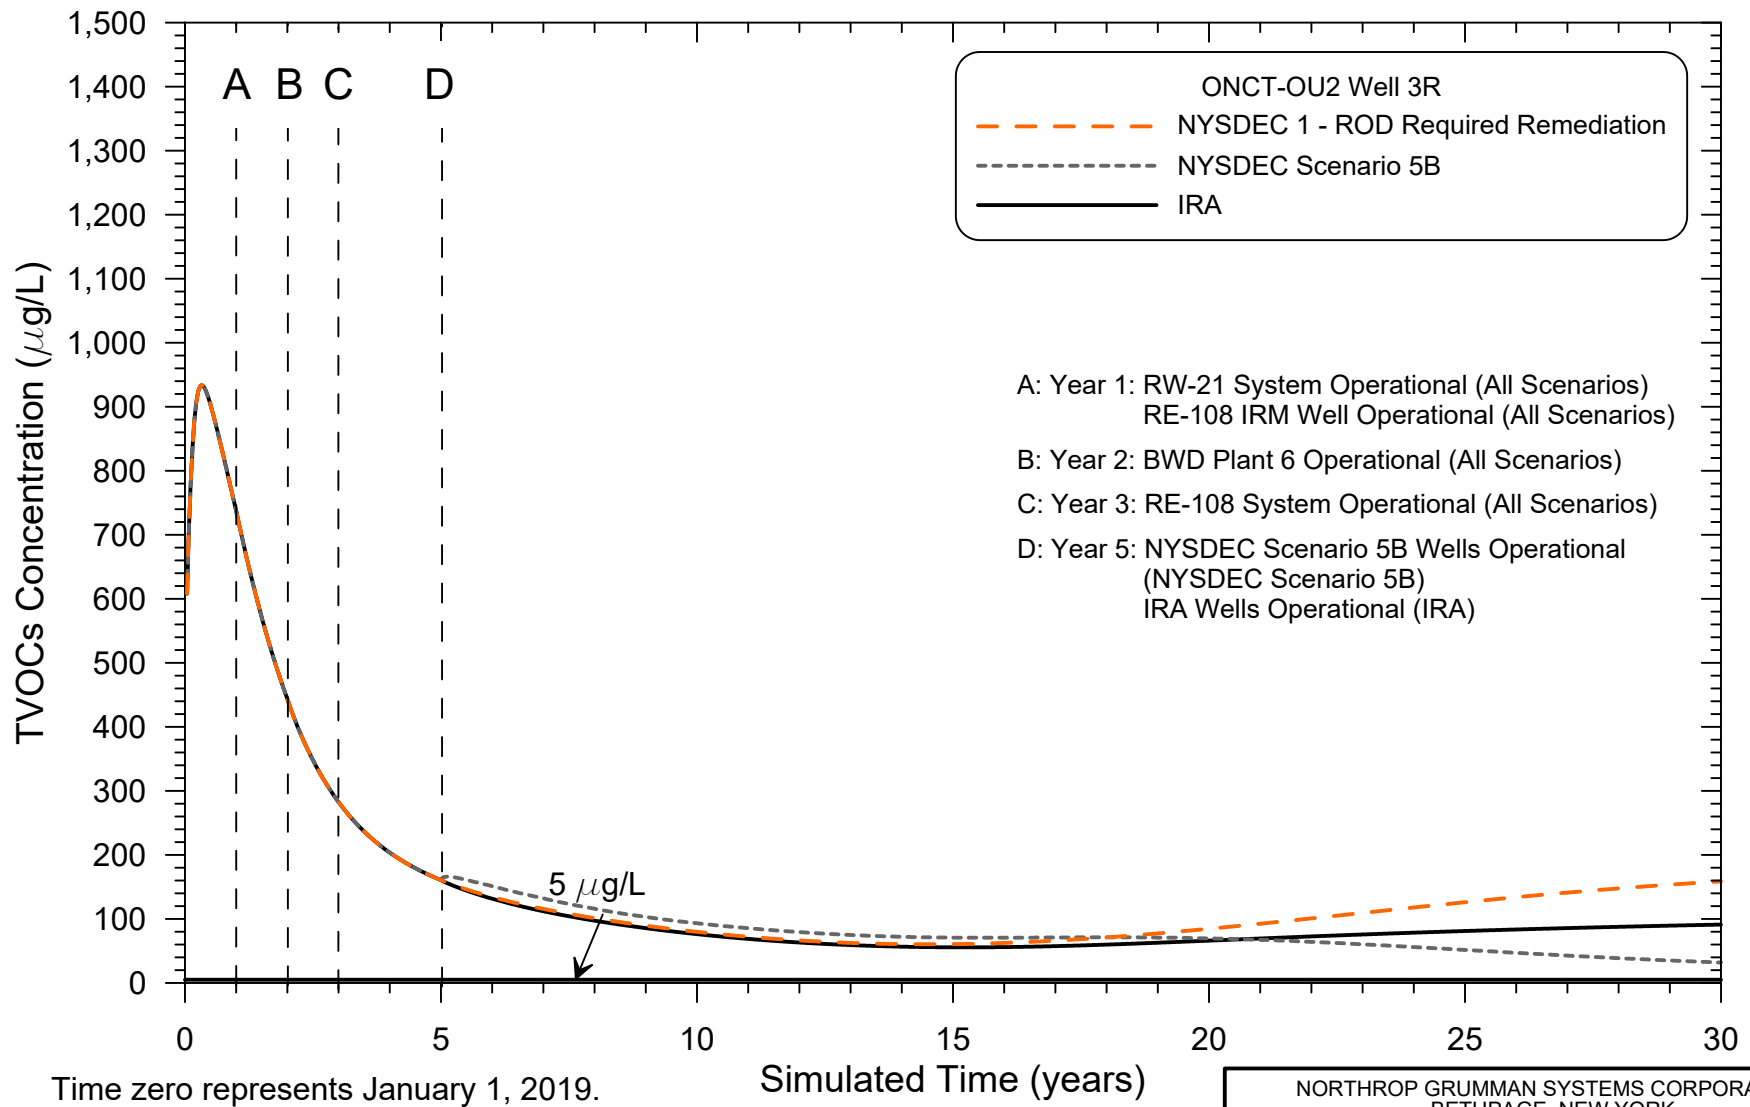 1,500
1,400
1,300
1,200
1,100
1,000
900
800
700
600
500
400
300
200
100
0
TVOCs Concentration (μg/L)
A B C D
ONCT-OU2 Well 3R
NYSDEC 1 - ROD Required Remediation
NYSDEC Scenario 5B
IRA
A: Year 1: RW-21 System Operational (All Scenarios)
RE-108 IRM Well Operational (All Scenarios)
B: Year 2: BWD Plant 6 Operational (All Scenarios)
C: Year 3: RE-108 System Operational (All Scenarios)
D: Year 5: NYSDEC Scenario 5B Wells Operational
(NYSDEC Scenario 5B)
IRA Wells Operational (IRA)
5 μg/L
0 5 10 15 20 25 30
Simulated Time (years)
Time zero represents January 1, 2019.
NORTHROP GRUMMAN SYSTEMS CORPORA
BETHPAGE, NEW YORK